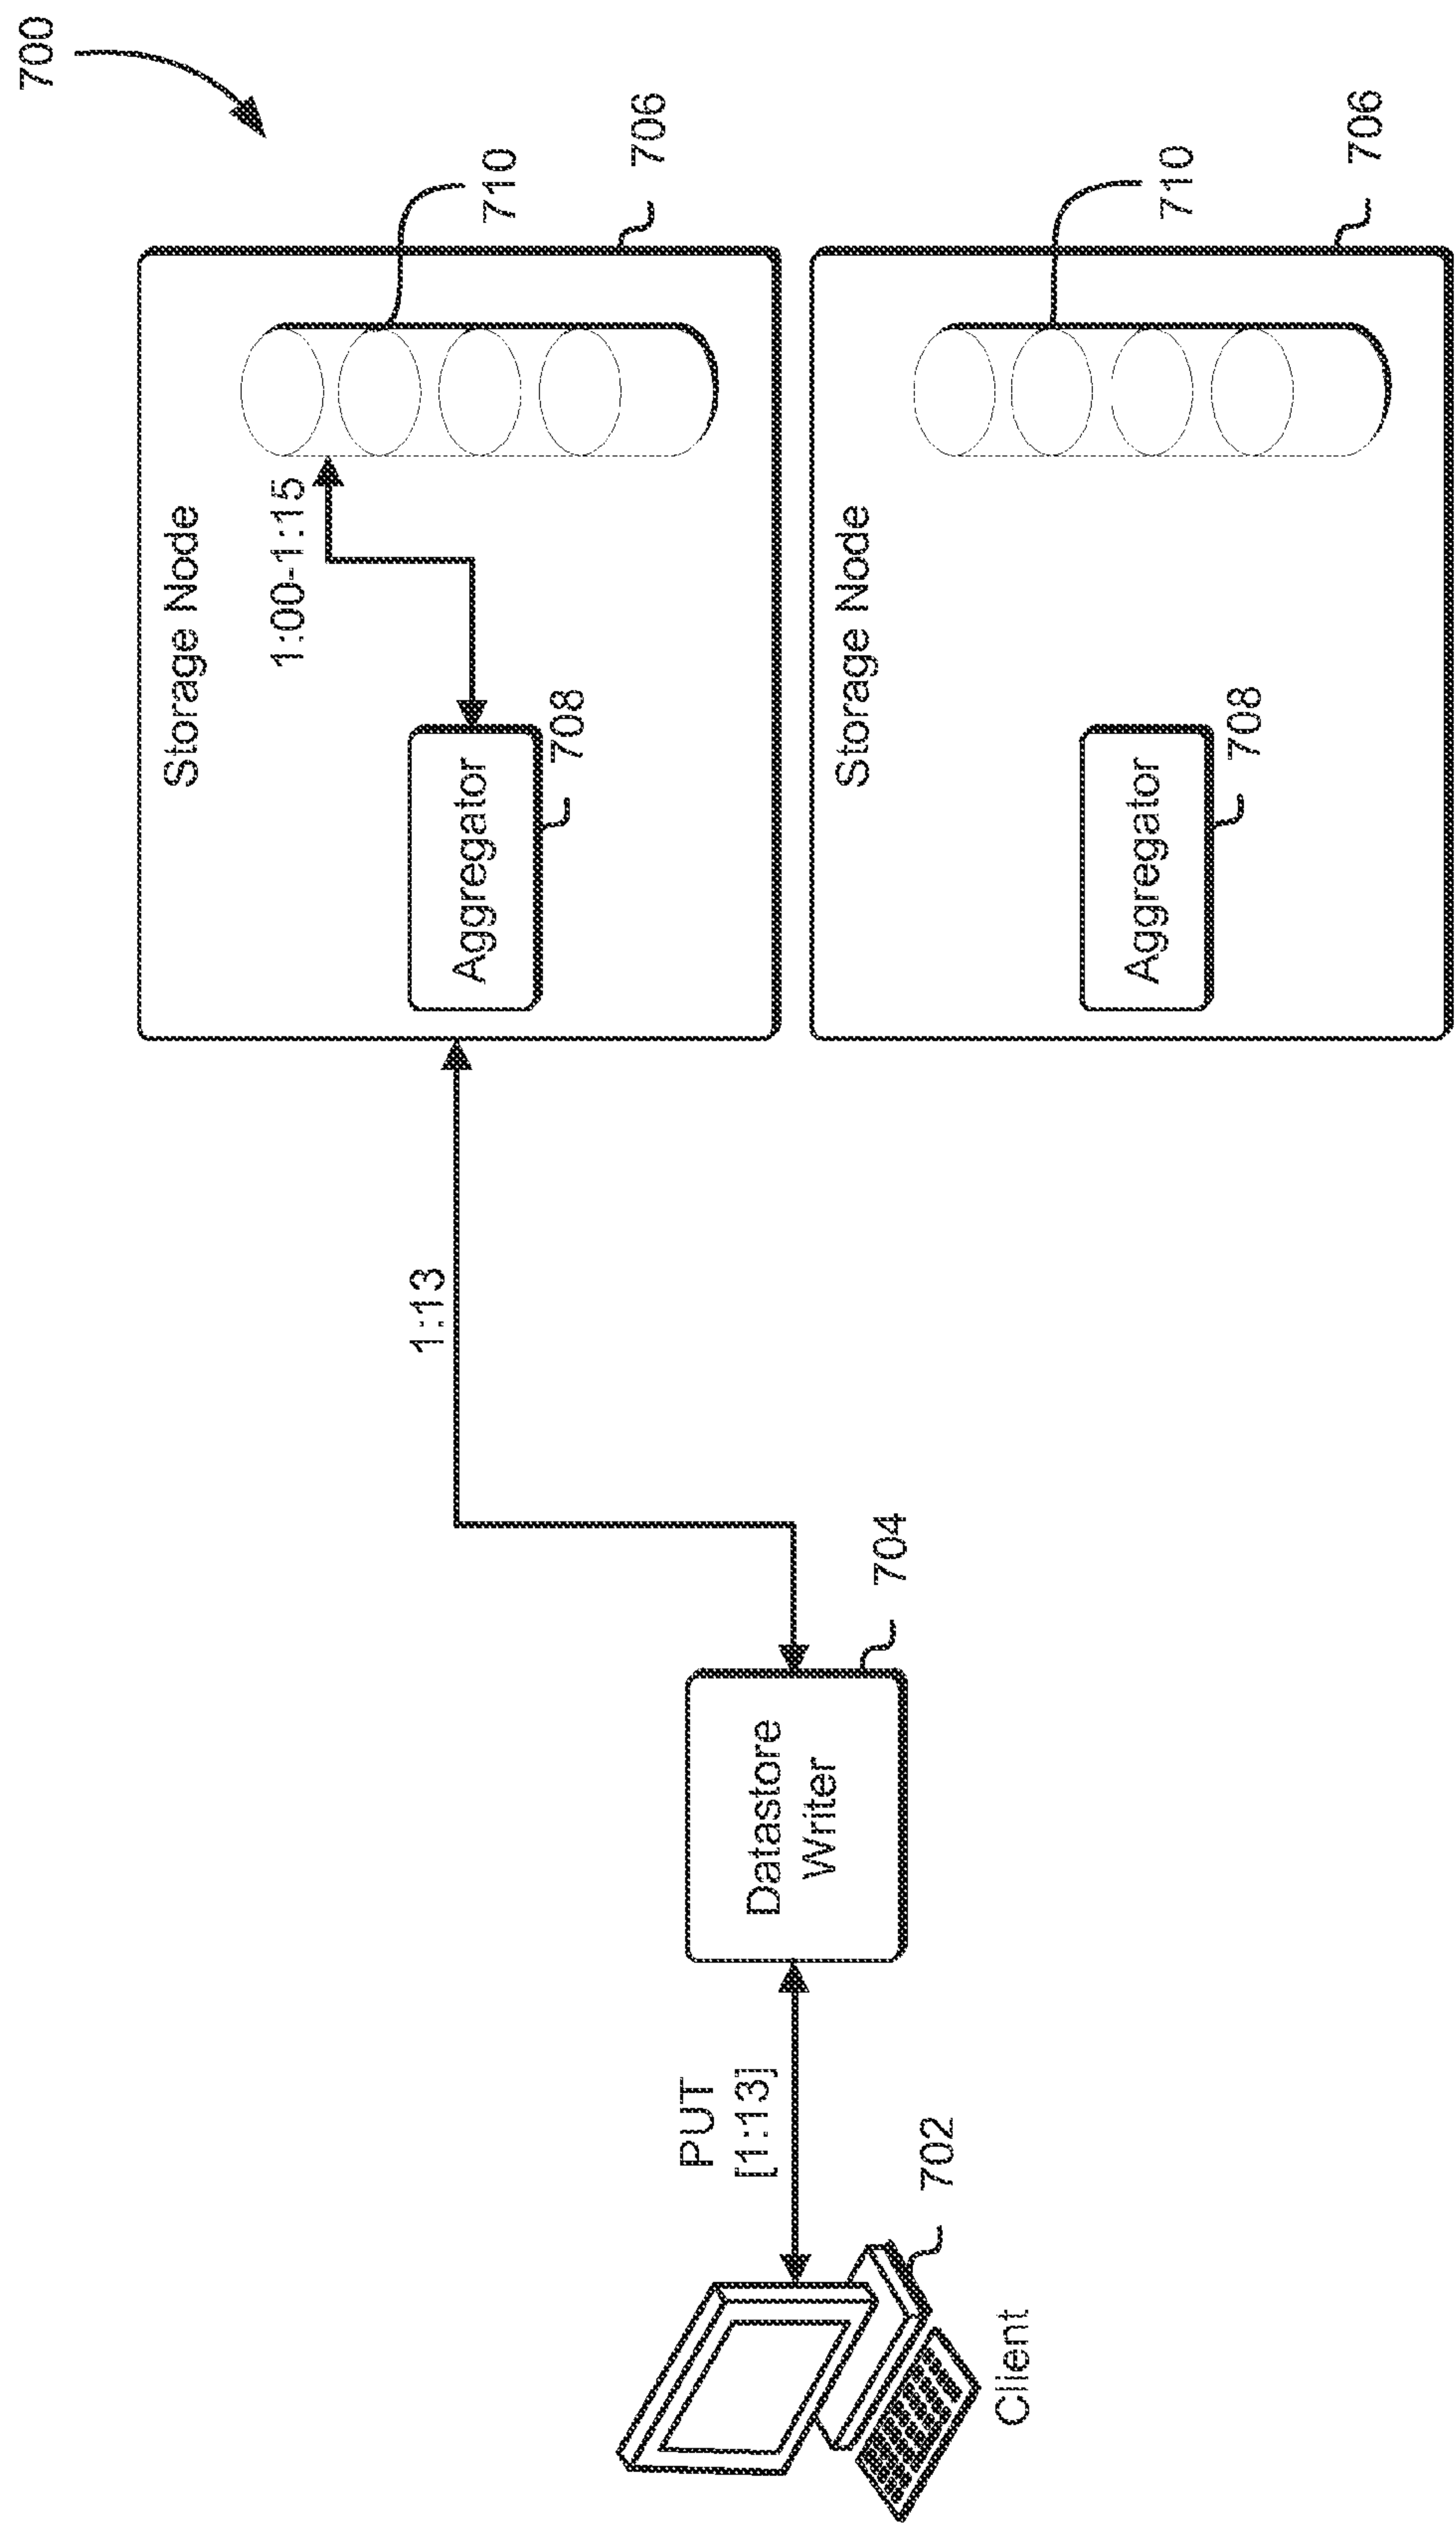 700
Storage Node
1:00-1:15
710
706
Aggregator
708
1:13
Storage Node
710
706
Aggregator
708
PUT
[1:13]
Datastore
Writer
704
702
Client